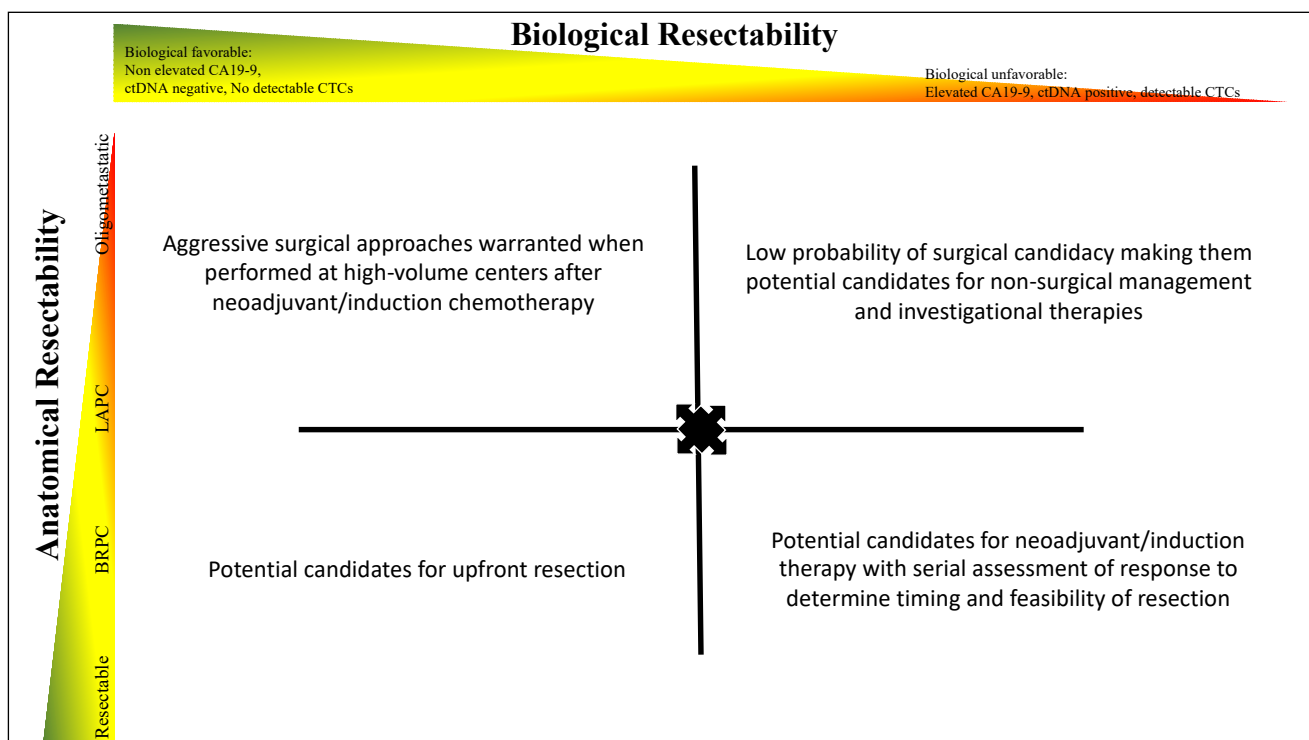 Biological Resectability
Biological favorable:
Non elevated CA19-9,
ctDNA negative, No detectable CTCs
Biological unfavorable:
Elevated CA19-9, ctDNA positive, detectable CTCs
Anatomical Resectability
Oligometastatic
LAPC
BRPC
Resectable
Aggressive surgical approaches warranted when
performed at high-volume centers after
neoadjuvant/induction chemotherapy
Low probability of surgical candidacy making them
potential candidates for non-surgical management
and investigational therapies
Potential candidates for upfront resection
Potential candidates for neoadjuvant/induction
therapy with serial assessment of response to
determine timing and feasibility of resection